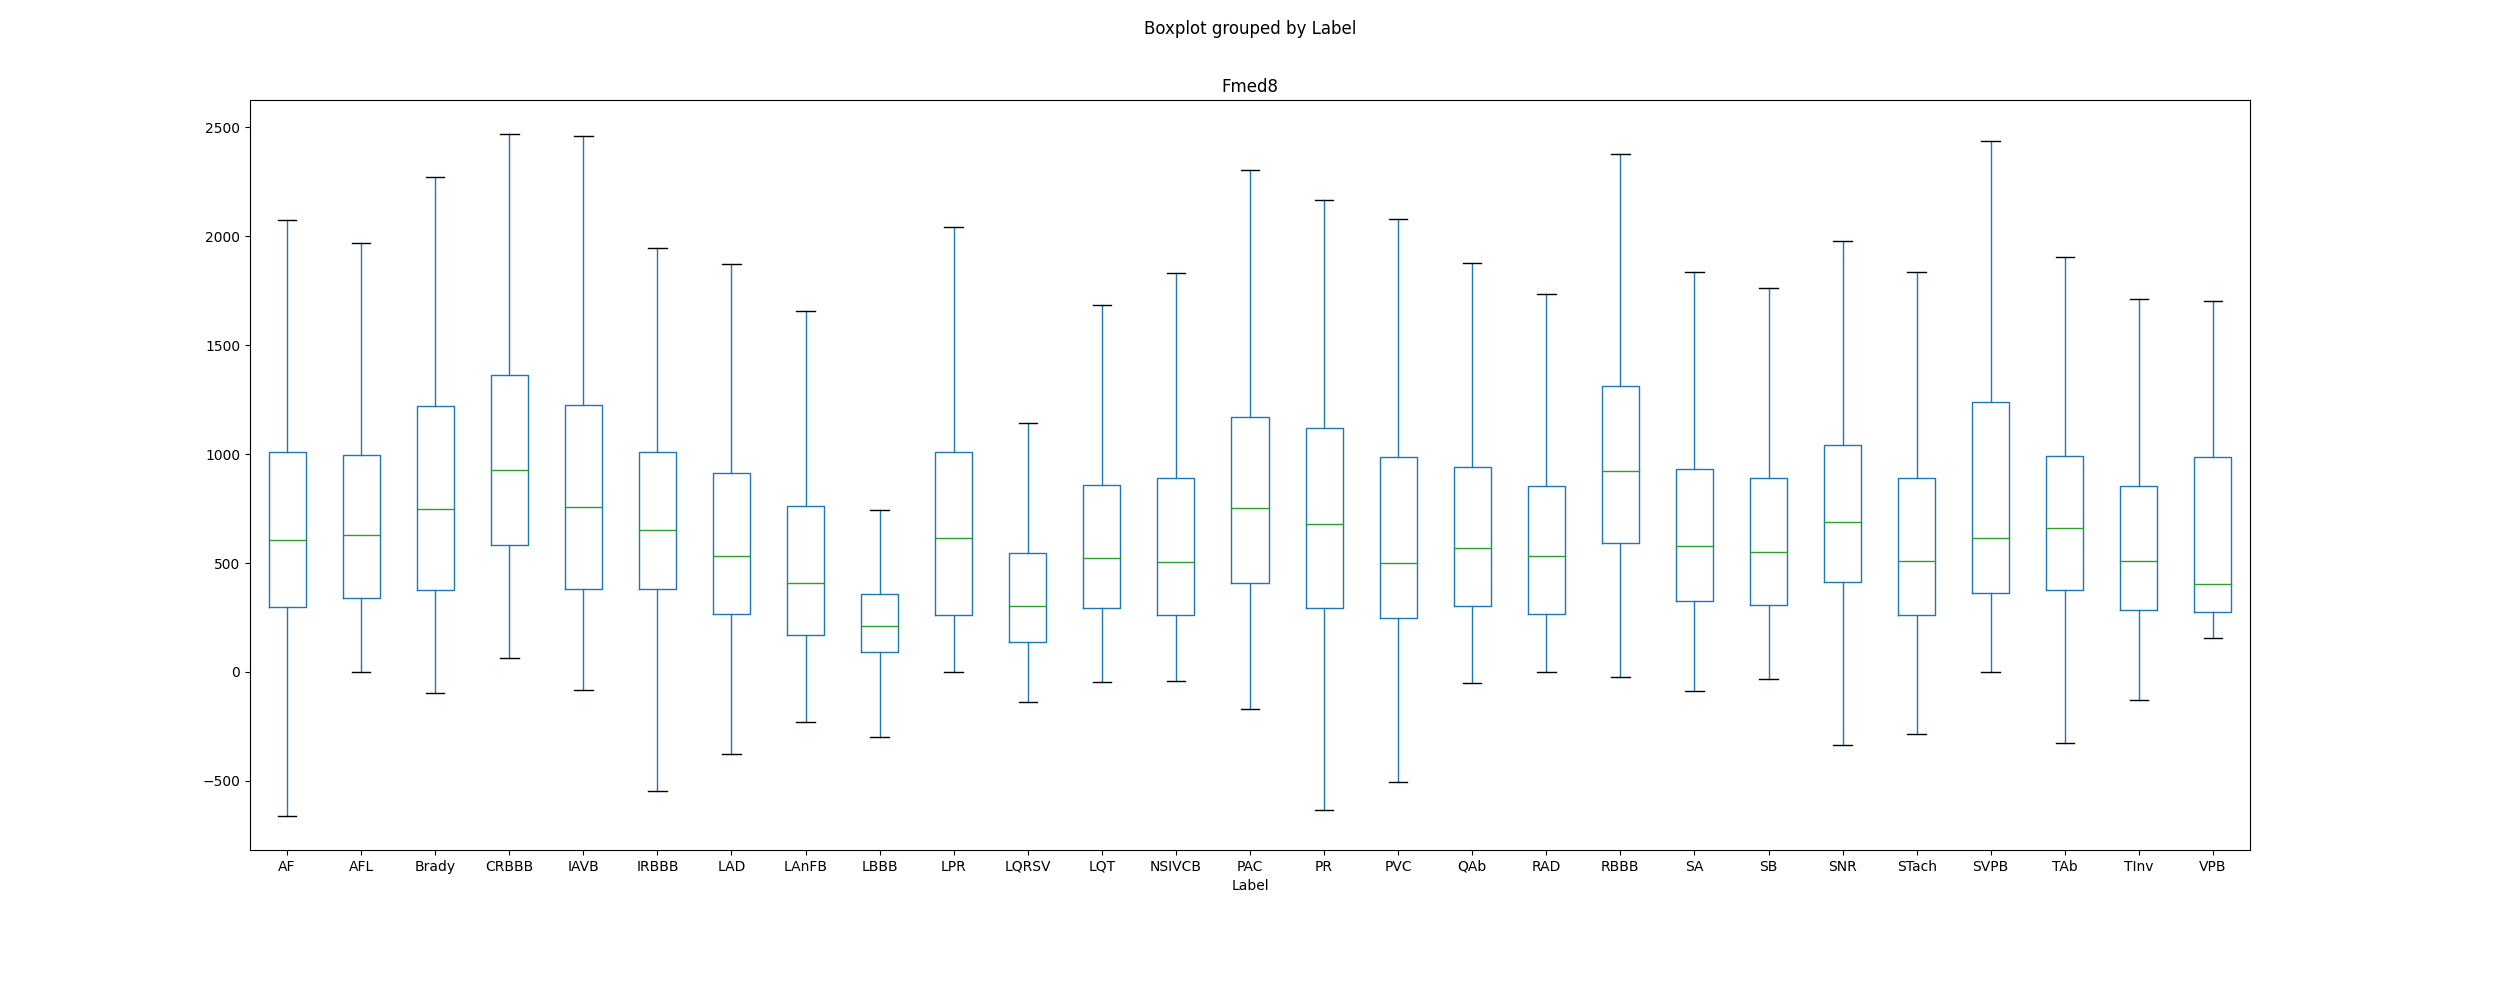 Boxplot grouped by Label
Fmed8
2500
2000
1500
1000
500
0
−500
AF AFL Brady CRBBB IAVB IRBBB LAD LAnFB LBBB LPR LQRSV LQT NSIVCB PAC PR PVC QAb RAD RBBB SA SB SNR STach SVPB TAb TInv VPB
Label